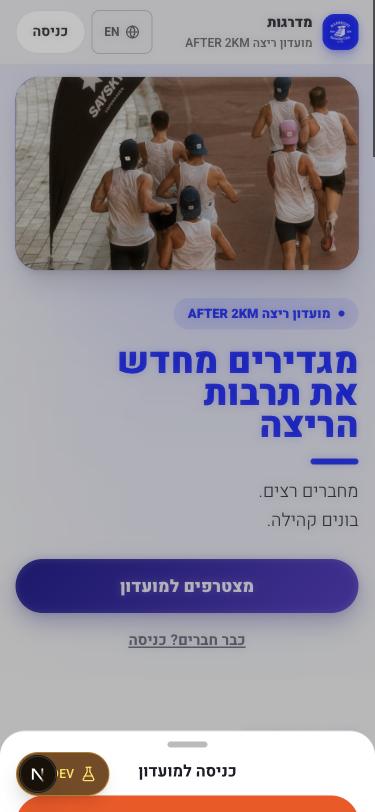 מדרגות
מועדון ריצה AFTER 2KM
EN
כניסה
SAYSKY
• מועדון ריצה AFTER 2KM
מגדירים מחדש
את תרבות
הריצה
מחברים רצים.
בונים קהילה.
מצטרפים למועדון
כבר חברים? כניסה
כניסה למועדון
N